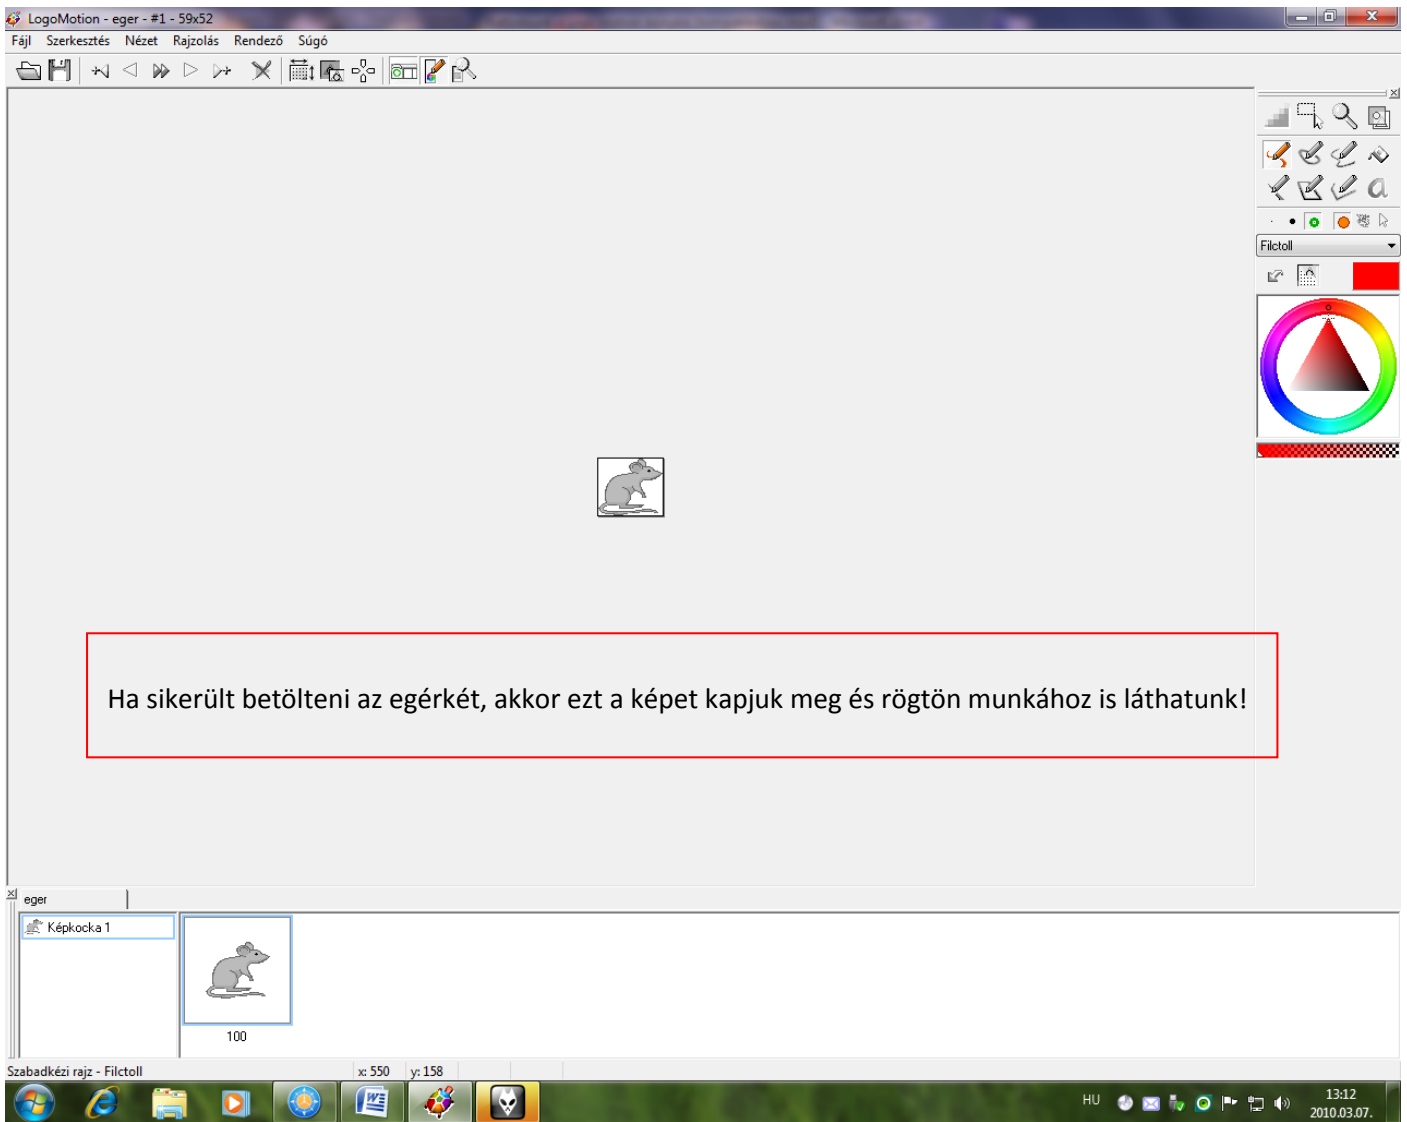 LogoMotion - eger - #1 - 59x52
Fájl Szerkesztés Nézet Rajzolás Rendező Súgó
Filctoll
Ha sikerült betölteni az egérkét, akkor ezt a képet kapjuk meg és rögtön munkához is láthatunk!
eger
Képkocka 1
100
Szabadkézi rajz - Filctoll x: 550 y: 158
HU 13:12
2010.03.07.